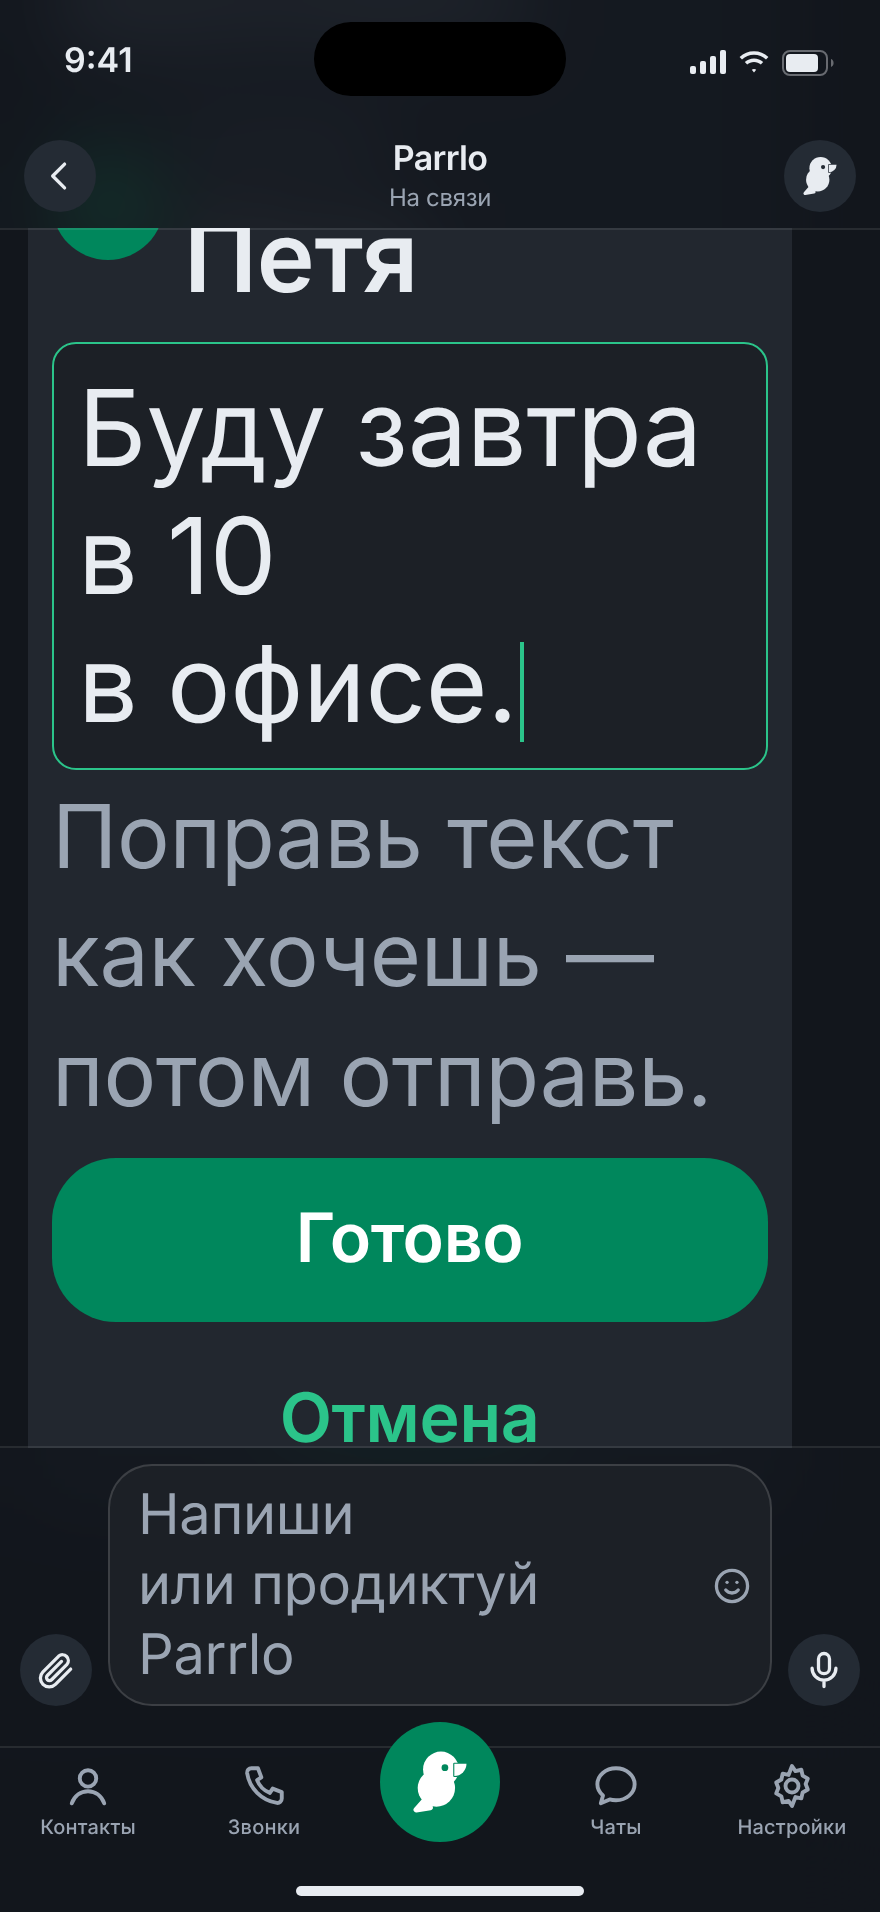 9:41
Parrlo
На связи
Петя
Буду завтра
в 10
в офисе.
Поправь текст
как хочешь —
потом отправь.
Готово
Отмена
Напиши
или продиктуй
Parrlo
Контакты
Звонки
Чаты
Настройки